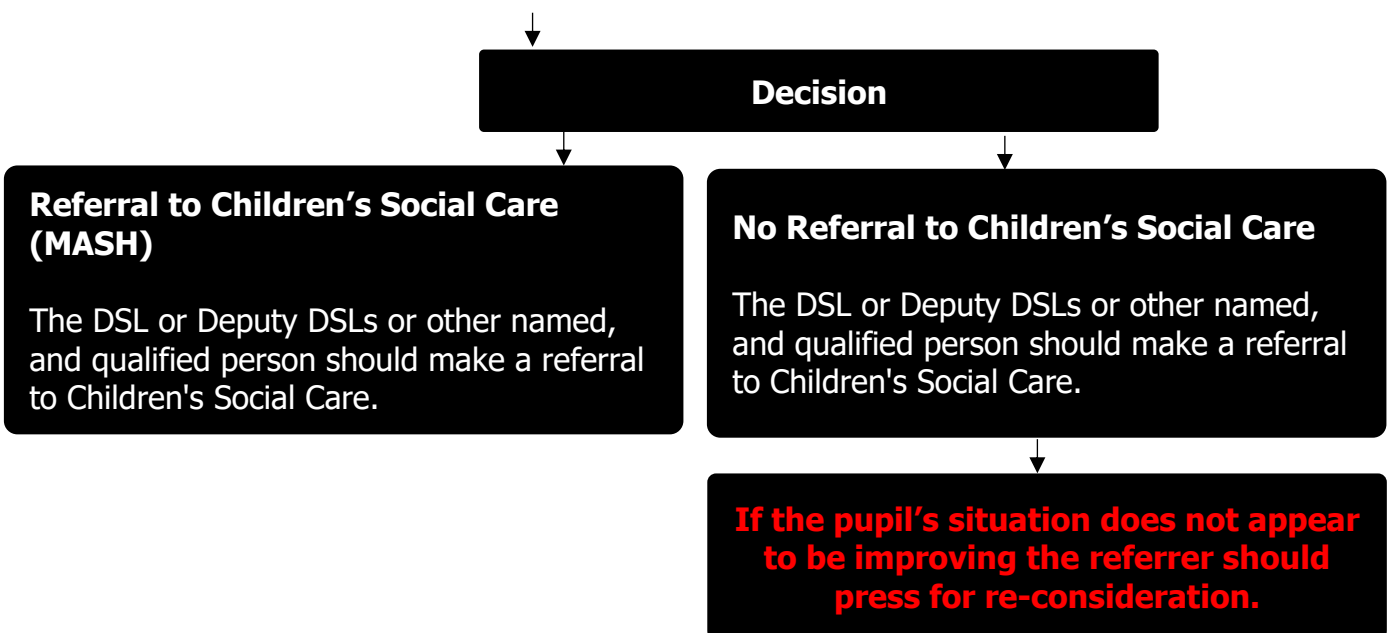 Decision
Referral to Children’s Social Care
(MASH)
The DSL or Deputy DSLs or other named,
and qualified person should make a referral
to Children's Social Care.
No Referral to Children’s Social Care
The DSL or Deputy DSLs or other named,
and qualified person should make a referral
to Children's Social Care.
If the pupil’s situation does not appear
to be improving the referrer should
press for re-consideration.